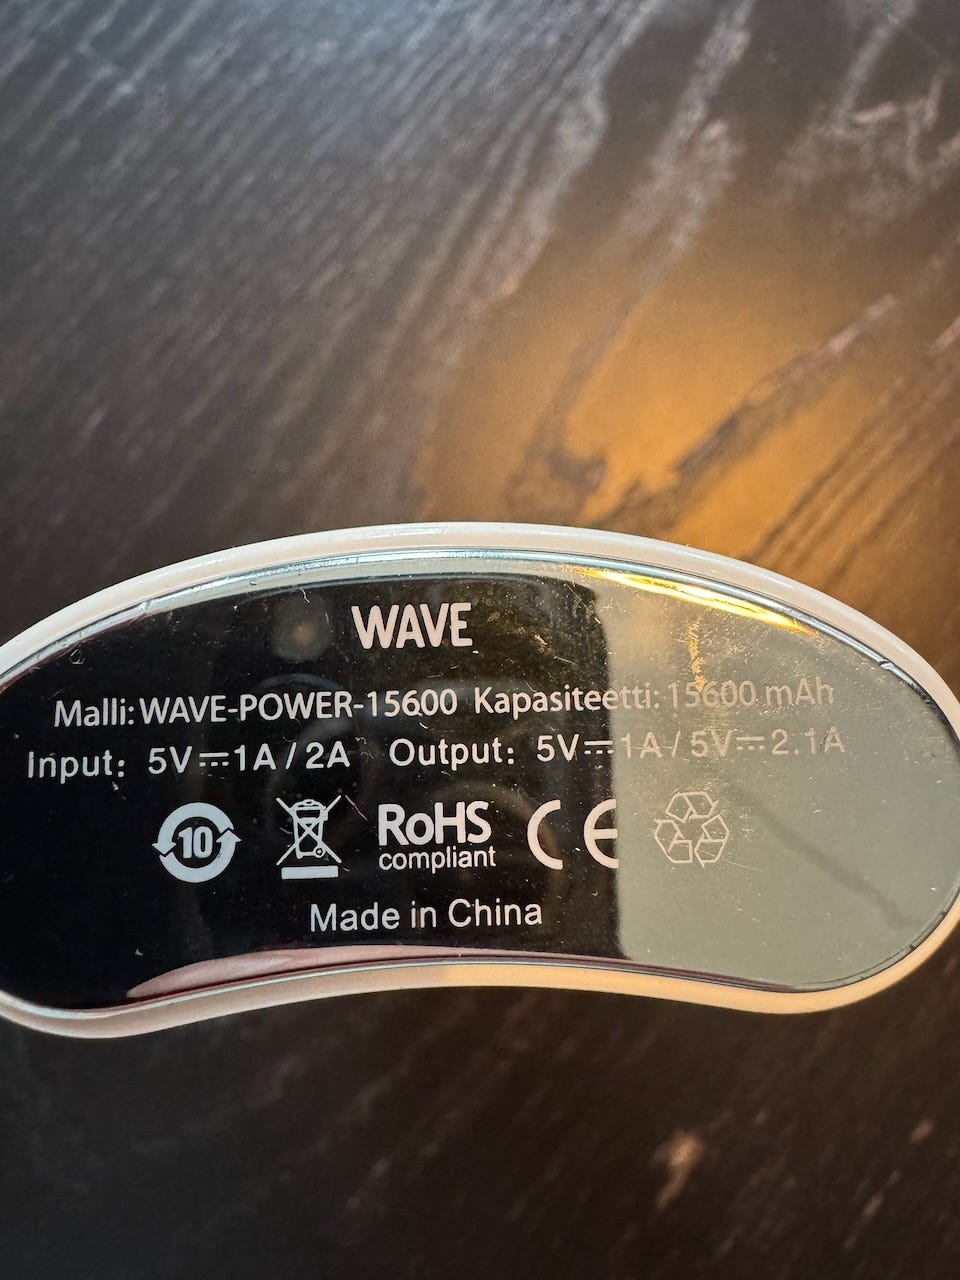 WAVE
Malli: WAVE-POWER-15600 Kapasiteetti: 15600 mAh
Input: 5V⎓1A / 2A Output: 5V⎓1A / 5V⎓2.1A
10 RoHS CE
compliant
Made in China